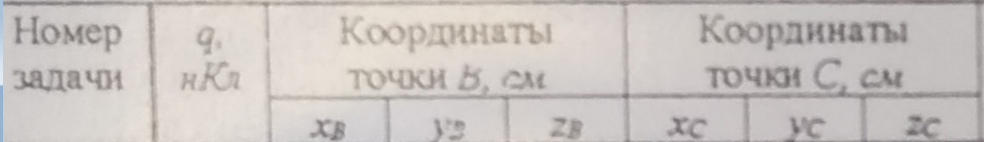 Номер задачи
q, нКл
Координаты точки B, см
Координаты точки C, см
xB yB zB xC yC zC